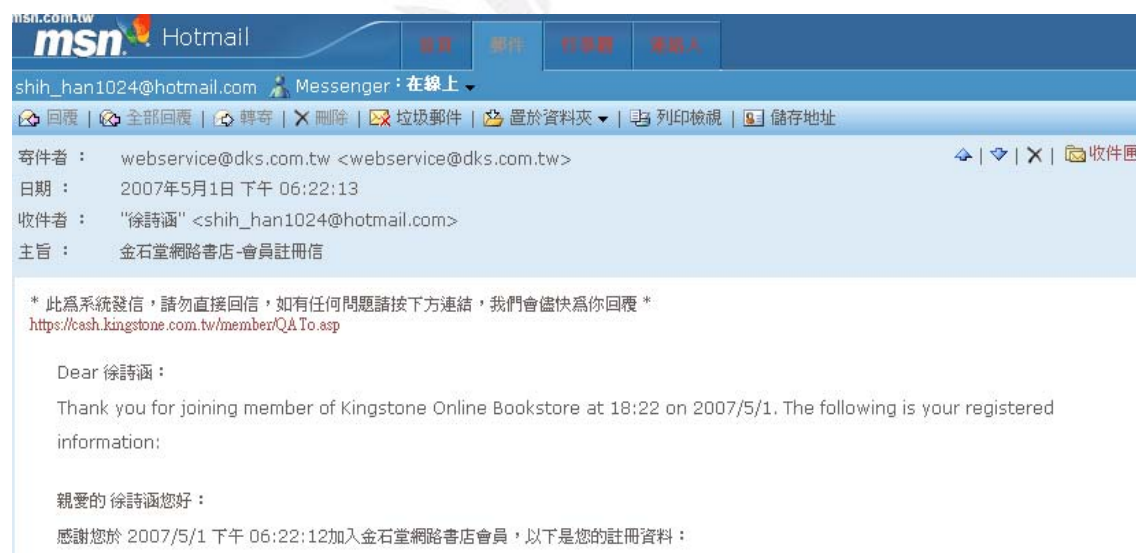 msn.com.tw
msn Hotmail
首頁 郵件 行事曆 連絡人
shih_han1024@hotmail.com Messenger：在線上
回覆 | 全部回覆 | 轉寄 | 刪除 | 垃圾郵件 | 置於資料夾 | 列印檢視 | 儲存地址
寄件者： webservice@dks.com.tw <webservice@dks.com.tw> | | | 收件匣
日期： 2007年5月1日 下午 06:22:13
收件者： "徐詩涵" <shih_han1024@hotmail.com>
主旨： 金石堂網路書店-會員註冊信
* 此為系統發信，請勿直接回信，如有任何問題請按下方連結，我們會儘快為你回覆 *
https://cash.kingstone.com.tw/member/QATo.asp
Dear 徐詩涵：
Thank you for joining member of Kingstone Online Bookstore at 18:22 on 2007/5/1. The following is your registered
information:
親愛的 徐詩涵您好：
感謝您於 2007/5/1 下午 06:22:12加入金石堂網路書店會員，以下是您的註冊資料：